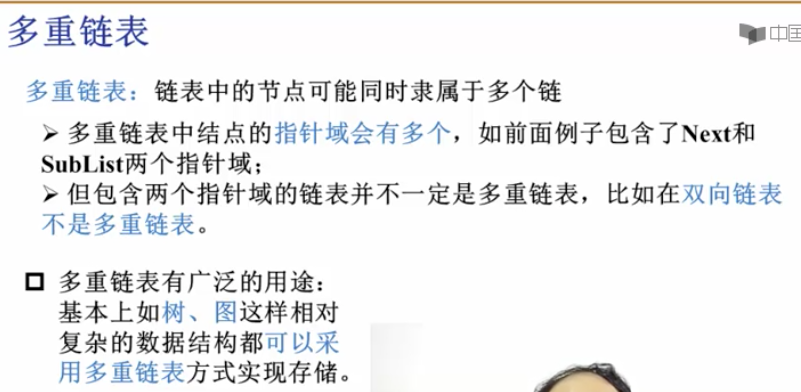 多重链表
中国
多重链表：链表中的节点可能同时隶属于多个链
➢ 多重链表中结点的指针域会有多个，如前面例子包含了Next和
SubList两个指针域；
➢ 但包含两个指针域的链表并不一定是多重链表，比如在双向链表
不是多重链表。
多重链表有广泛的用途：
基本上如树、图这样相对
复杂的数据结构都可以采
用多重链表方式实现存储。